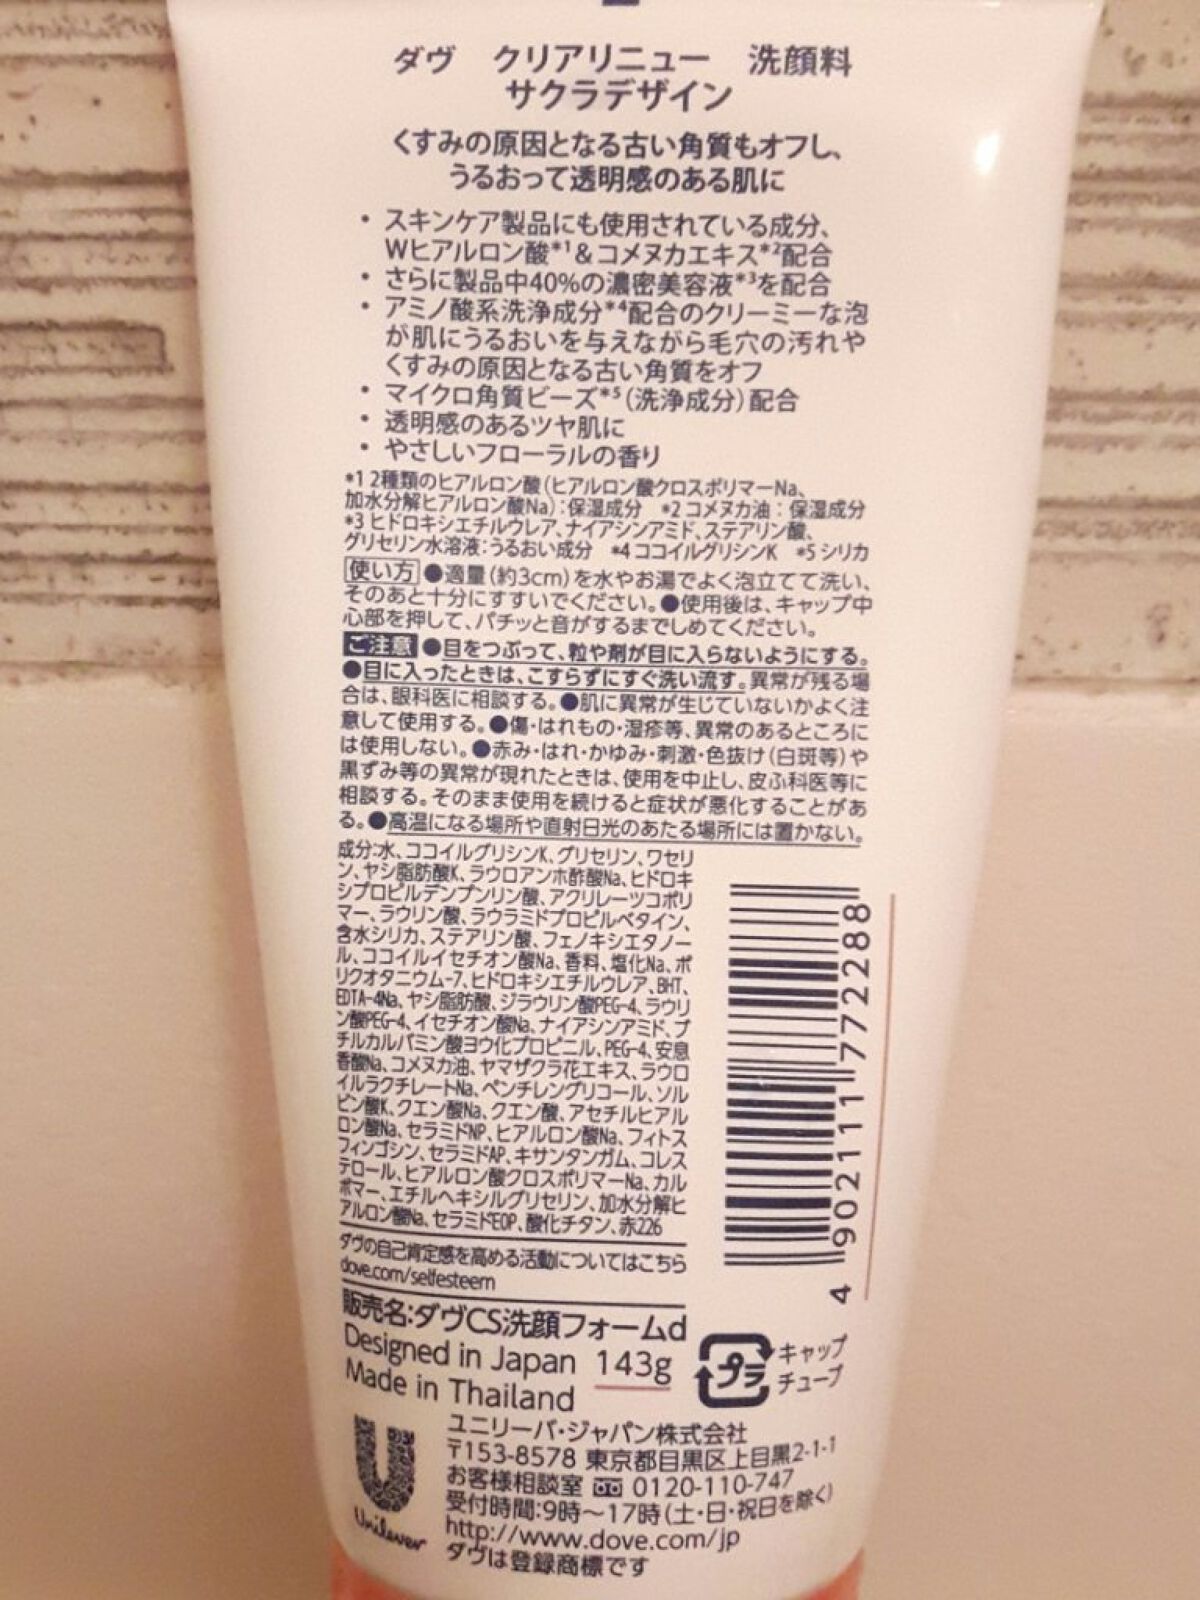 ダヴ クリアリニュー 洗顔料
サクラデザイン
くすみの原因となる古い角質もオフし、
うるおって透明感のある肌に
・ スキンケア製品にも使用されている成分、
Wヒアルロン酸*1&コメヌカエキス*2配合
・ さらに製品中40%の濃密美容液*3を配合
・ アミノ酸系洗浄成分*4配合のクリーミーな泡
が肌にうるおいを与えながら毛穴の汚れや
くすみの原因となる古い角質をオフ
・ マイクロ角質ビーズ*5(洗浄成分)配合
・ 透明感のあるツヤ肌に
・ やさしいフローラルの香り
*1 2種類のヒアルロン酸(ヒアルロン酸クロスポリマーNa、
加水分解ヒアルロン酸Na):保湿成分 *2 コメヌカ油:保湿成分
*3 ヒドロキシエチルウレア、ナイアシンアミド、ステアリン酸、
グリセリン水溶液:うるおい成分 *4 ココイルグリシンK *5 シリカ
使い方 ●適量(約3cm)を水やお湯でよく泡立てて洗い、
そのあと十分にすすいでください。●使用後は、キャップ中
心部を押して、パチッと音がするまでしめてください。
ご注意 ●目をつぶって、粒や剤が目に入らないようにする。
●目に入ったときは、こすらずにすぐ洗い流す。異常が残る場
合は、眼科医に相談する。●肌に異常が生じていないかよく注
意して使用する。●傷・はれもの・湿疹等、異常のあるところに
は使用しない。●赤み・はれ・かゆみ・刺激・色抜け(白斑等)や
黒ずみ等の異常が現れたときは、使用を中止し、皮ふ科医等に
相談する。そのまま使用を続けると症状が悪化することがあ
る。●高温になる場所や直射日光のあたる場所には置かない。
成分:水、ココイルグリシンK、グリセリン、ワセリ
ン、ヤシ脂肪酸K、ラウロアンホ酢酸Na、ヒドロキ
シプロピルデンプンリン酸、アクリレーツコポリ
マー、ラウリン酸、ラウラミドプロピルベタイン、
含水シリカ、ステアリン酸、フェノキシエタノー
ル、ココイルイセチオン酸Na、香料、塩化Na、ポ
リクオタニウム-7、ヒドロキシエチルウレア、BHT、
EDTA-4Na、ヤシ脂肪酸、ジラウリン酸PEG-4、ラウリ
ン酸PEG-4、イセチオン酸Na、ナイアシンアミド、ブ
チルカルバミン酸ヨウ化プロピニル、PEG-4、安息
香酸Na、コメヌカ油、ヤマザクラ花エキス、ラウロ
イルラクチレートNa、ペンチレングリコール、ソル
ビン酸K、クエン酸Na、クエン酸、アセチルヒアル
ロン酸Na、セラミドNP、ヒアルロン酸Na、フィトス
フィンゴシン、セラミドAP、キサンタンガム、コレス
テロール、ヒアルロン酸クロスポリマーNa、カル
ボマー、エチルヘキシルグリセリン、加水分解ヒ
アルロン酸Na、セラミドEOP、酸化チタン、赤226
4 902111 772288
ダヴの自己肯定感を高める活動についてはこちら
dove.com/selfesteem
販売名:ダヴCS洗顔フォームd
Designed in Japan 143g
Made in Thailand
プラ キャップ
チューブ
Unilever
ユニリーバ・ジャパン株式会社
〒153-8578 東京都目黒区上目黒2-1-1
お客様相談室 0120-110-747
受付時間:9時〜17時(土・日・祝日を除く)
http://www.dove.com/jp
ダヴは登録商標です